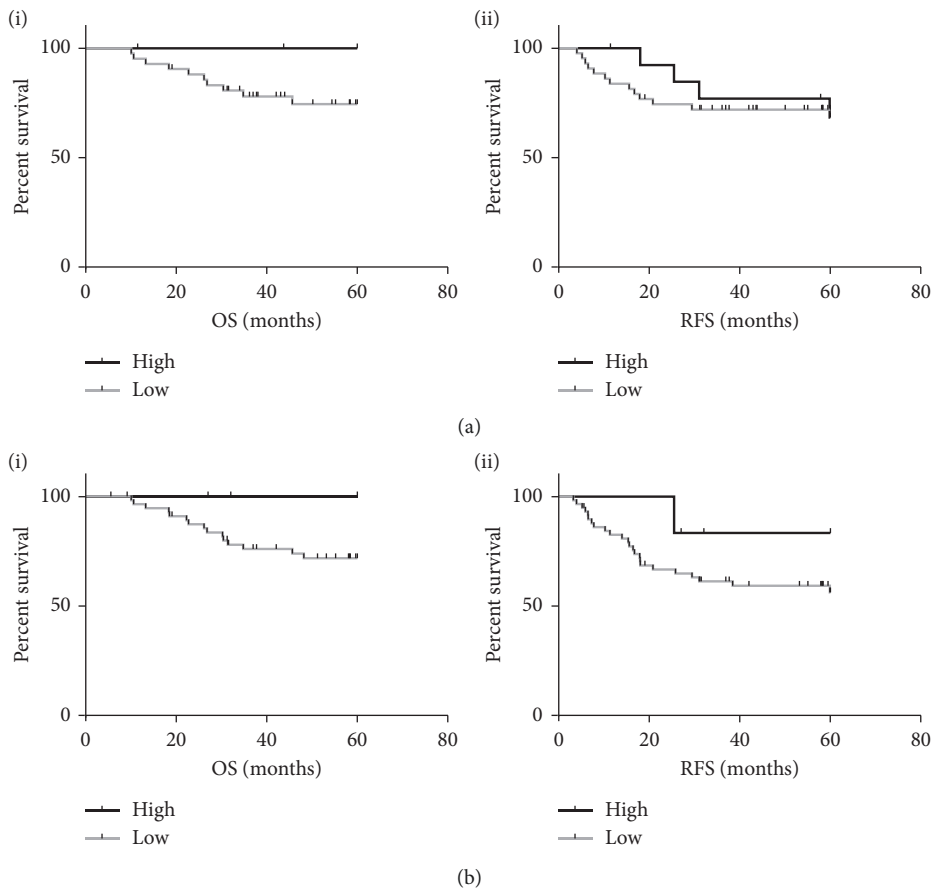 (i)
100
50
0
Percent survival
0 20 40 60 80
OS (months)
High
Low
(ii)
100
50
0
Percent survival
0 20 40 60 80
RFS (months)
High
Low
(a)
(i)
100
50
0
Percent survival
0 20 40 60 80
OS (months)
High
Low
(ii)
100
50
0
Percent survival
0 20 40 60 80
RFS (months)
High
Low
(b)